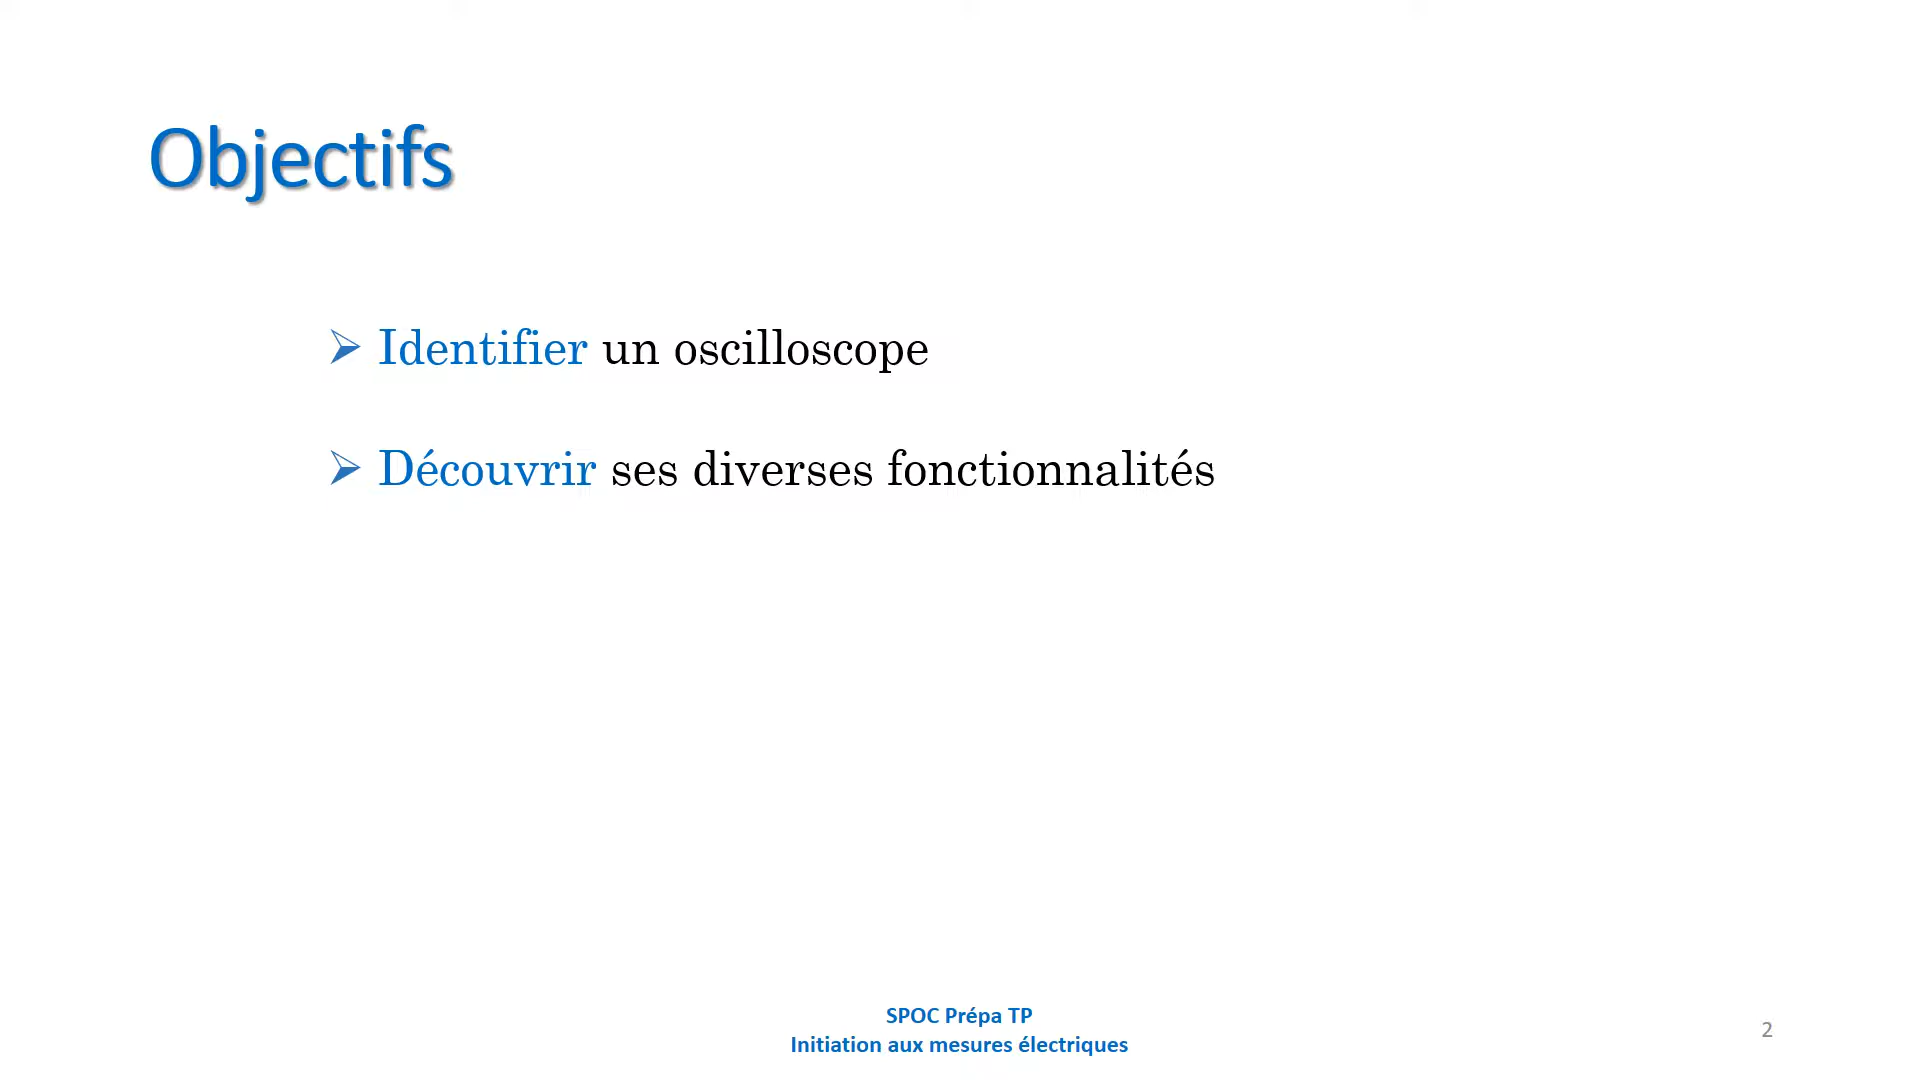 Objectifs
Identifier un oscilloscope
Découvrir ses diverses fonctionnalités
SPOC Prépa TP
Initiation aux mesures électriques
2